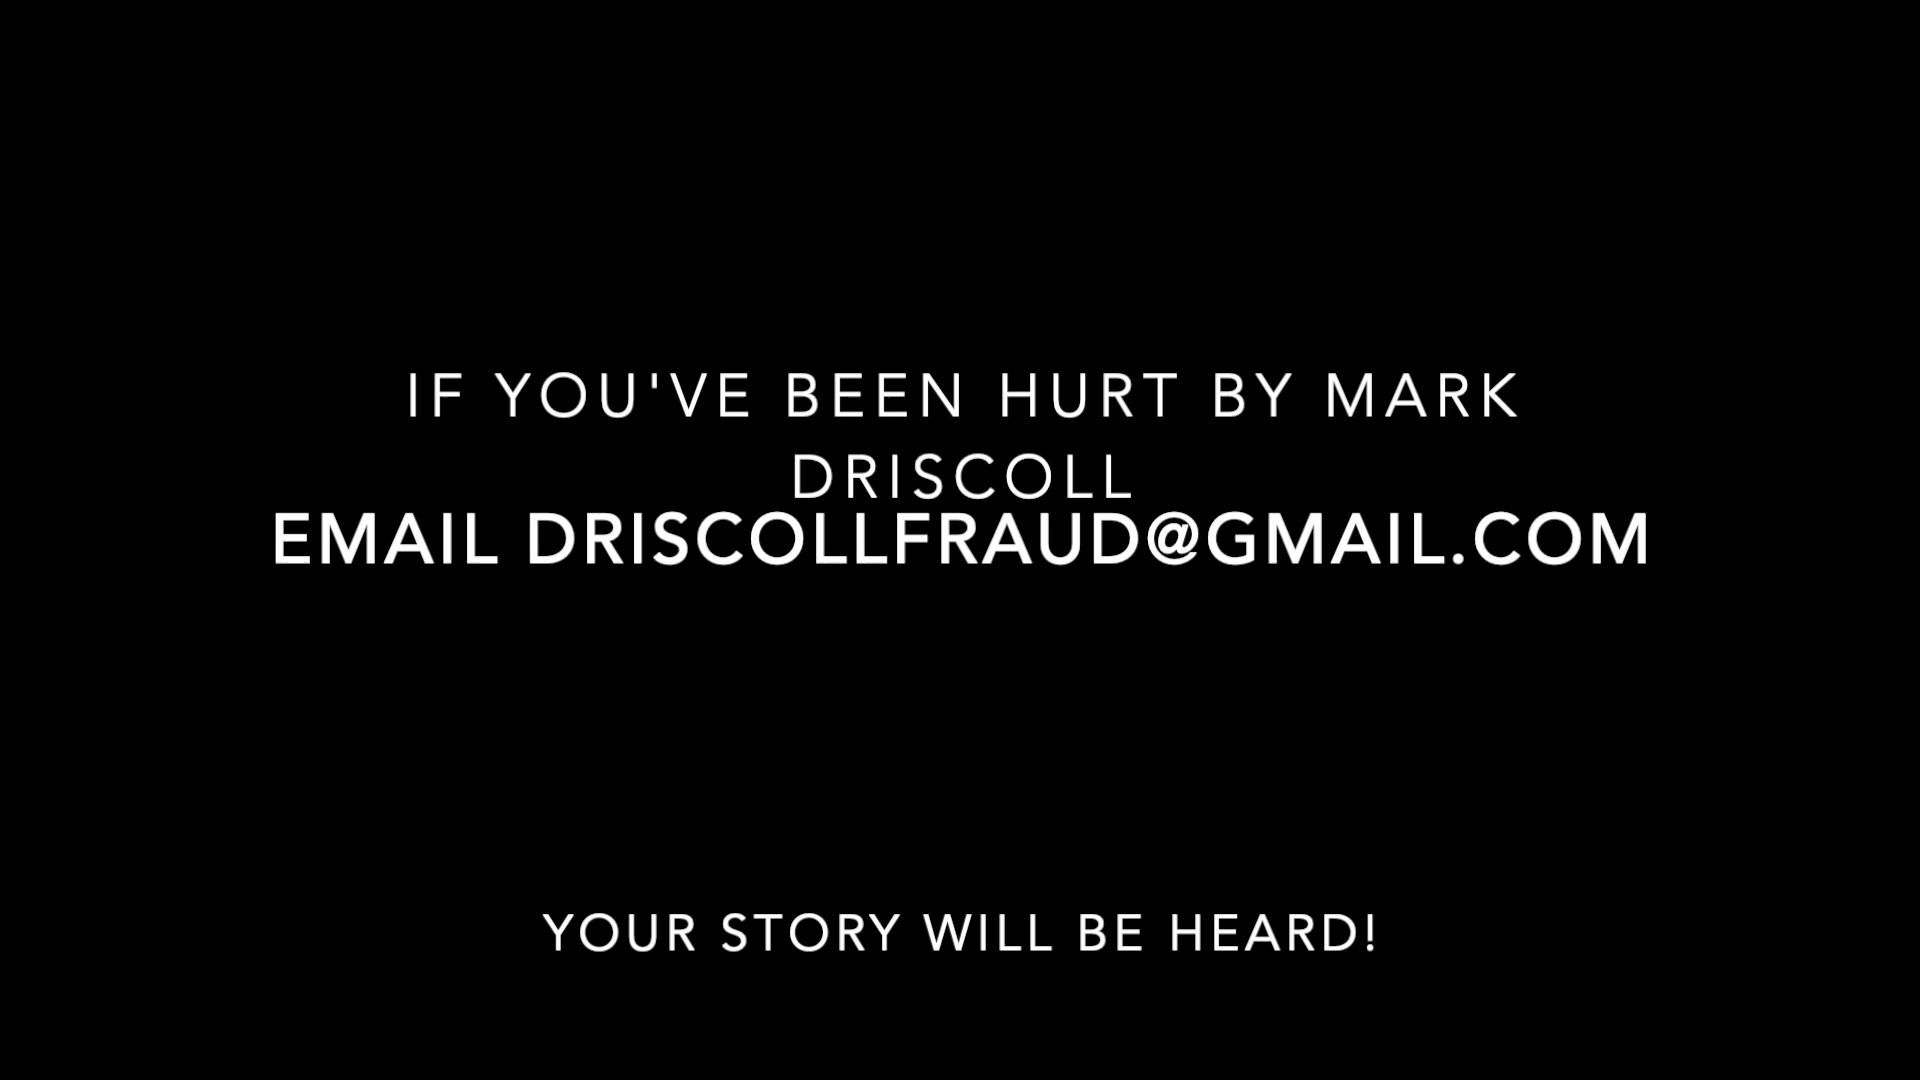 IF YOU'VE BEEN HURT BY MARK
DRISCOLL
EMAIL DRISCOLLFRAUD@GMAIL.COM
YOUR STORY WILL BE HEARD!